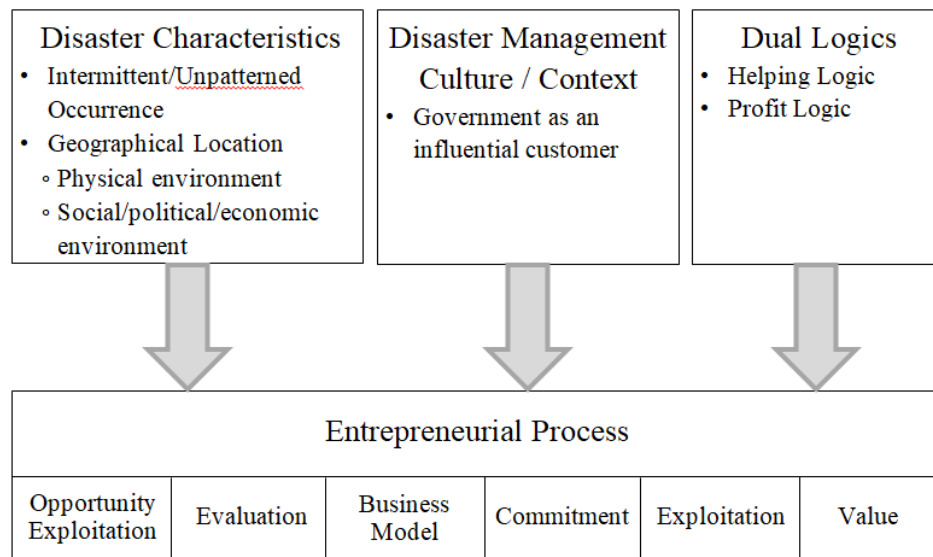 Disaster Characteristics
• Intermittent/Unpatterned
Occurrence
• Geographical Location
∘ Physical environment
∘ Social/political/economic
environment
Disaster Management
Culture / Context
• Government as an
influential customer
Dual Logics
• Helping Logic
• Profit Logic
Entrepreneurial Process
Opportunity
Exploitation
Evaluation
Business
Model
Commitment
Exploitation
Value